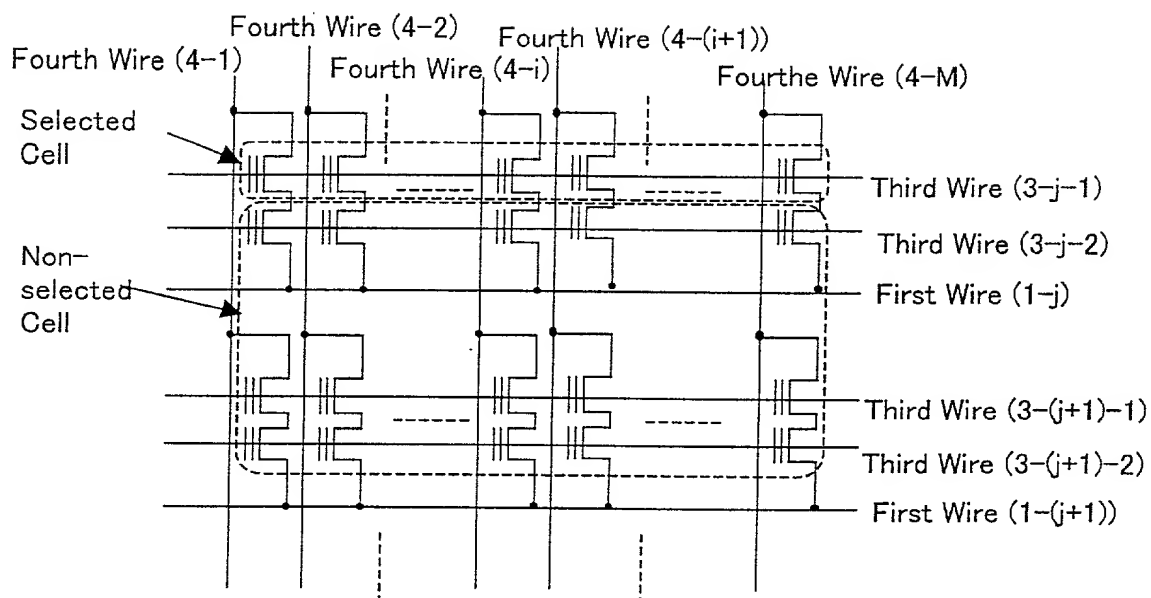 Fourth Wire (4-2)
Fourth Wire (4-(i+1))
Fourth Wire (4-1)
Fourth Wire (4-i)
Fourthe Wire (4-M)
Selected
Cell
Third Wire (3-j-1)
Third Wire (3-j-2)
Non-
selected
Cell
First Wire (1-j)
Third Wire (3-(j+1)-1)
Third Wire (3-(j+1)-2)
First Wire (1-(j+1))